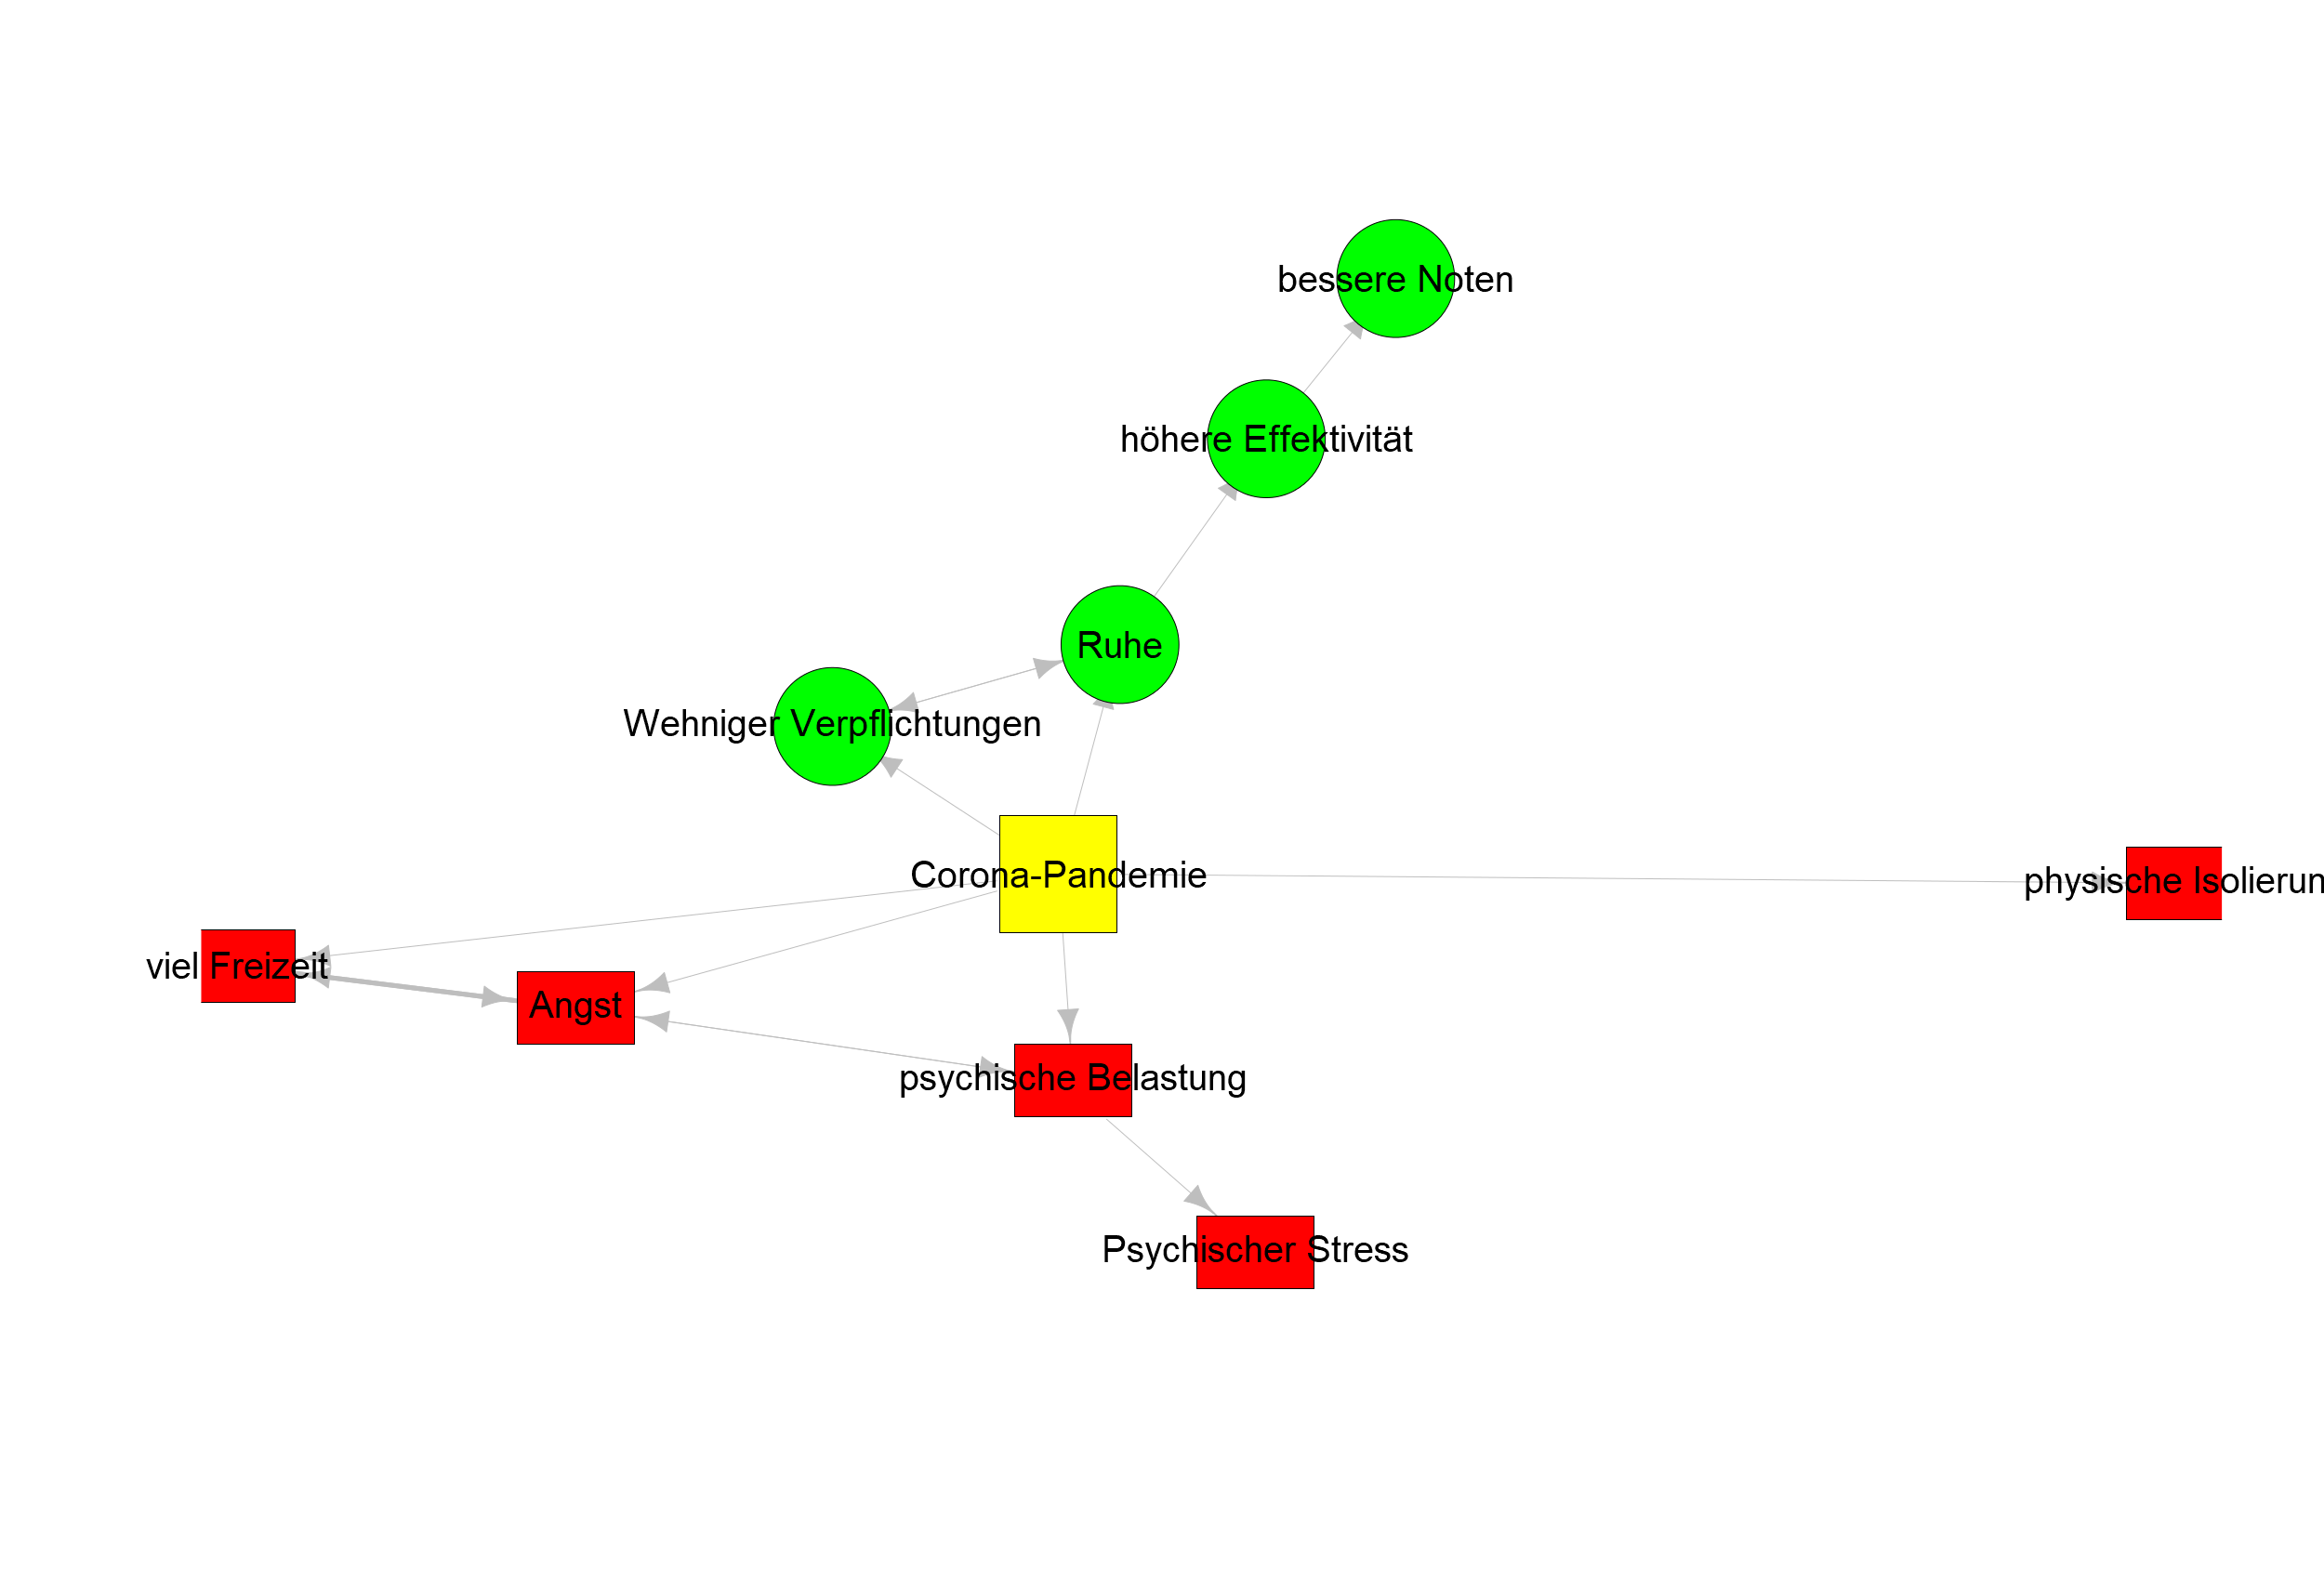 bessere Noten
höhere Effektivität
Ruhe
Wehniger Verpflichtungen
Corona-Pandemie
physische Isolierun
viel Freizeit
Angst
psychische Belastung
Psychischer Stress